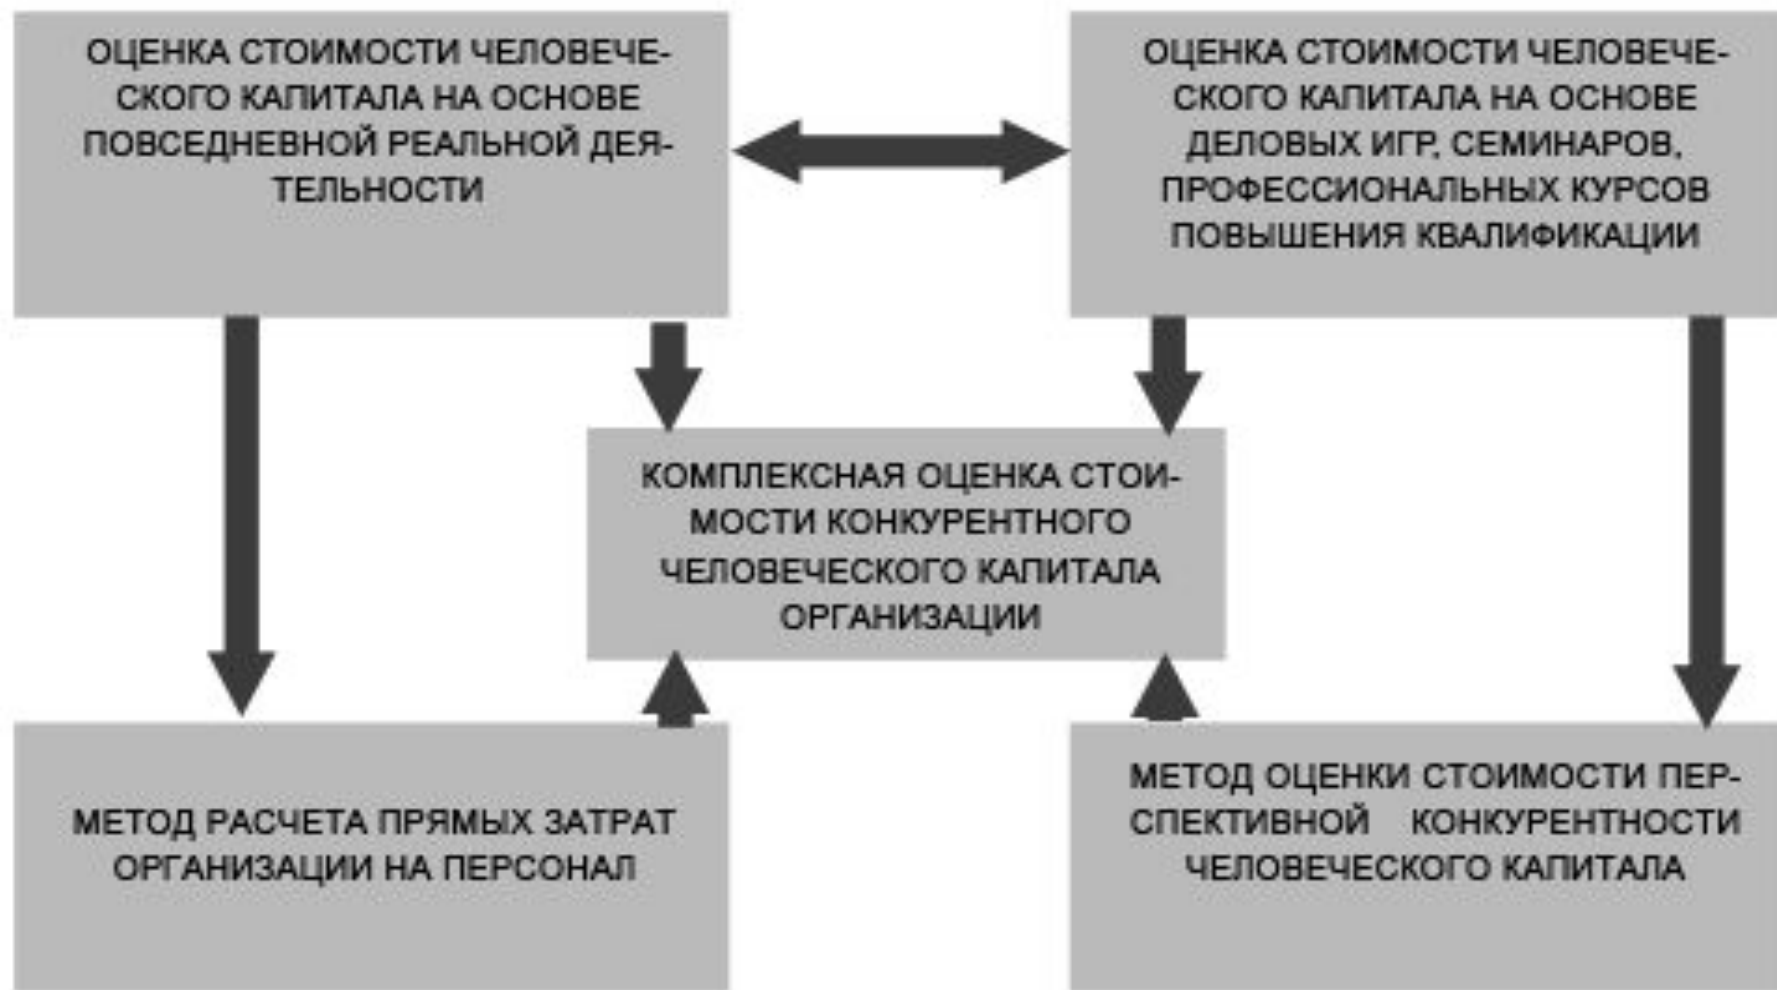 ОЦЕНКА СТОИМОСТИ ЧЕЛОВЕЧЕ-
СКОГО КАПИТАЛА НА ОСНОВЕ
ПОВСЕДНЕВНОЙ РЕАЛЬНОЙ ДЕЯ-
ТЕЛЬНОСТИ
ОЦЕНКА СТОИМОСТИ ЧЕЛОВЕЧЕ-
СКОГО КАПИТАЛА НА ОСНОВЕ
ДЕЛОВЫХ ИГР, СЕМИНАРОВ,
ПРОФЕССИОНАЛЬНЫХ КУРСОВ
ПОВЫШЕНИЯ КВАЛИФИКАЦИИ
КОМПЛЕКСНАЯ ОЦЕНКА СТОИ-
МОСТИ КОНКУРЕНТНОГО
ЧЕЛОВЕЧЕСКОГО КАПИТАЛА
ОРГАНИЗАЦИИ
МЕТОД РАСЧЕТА ПРЯМЫХ ЗАТРАТ
ОРГАНИЗАЦИИ НА ПЕРСОНАЛ
МЕТОД ОЦЕНКИ СТОИМОСТИ ПЕР-
СПЕКТИВНОЙ КОНКУРЕНТНОСТИ
ЧЕЛОВЕЧЕСКОГО КАПИТАЛА